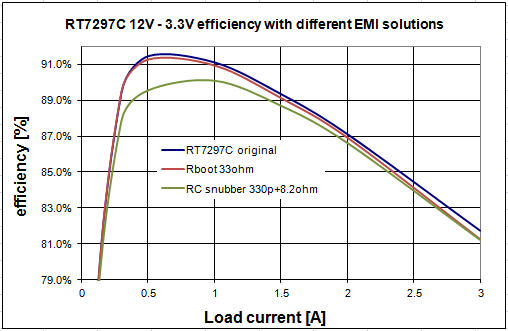 RT7297C 12V - 3.3V efficiency with different EMI solutions
efficiency [%]
91.0%
89.0%
87.0%
85.0%
83.0%
81.0%
79.0%
RT7297C original
Rboot 33ohm
RC snubber 330p+8.2ohm
0 0.5 1 1.5 2 2.5 3
Load current [A]